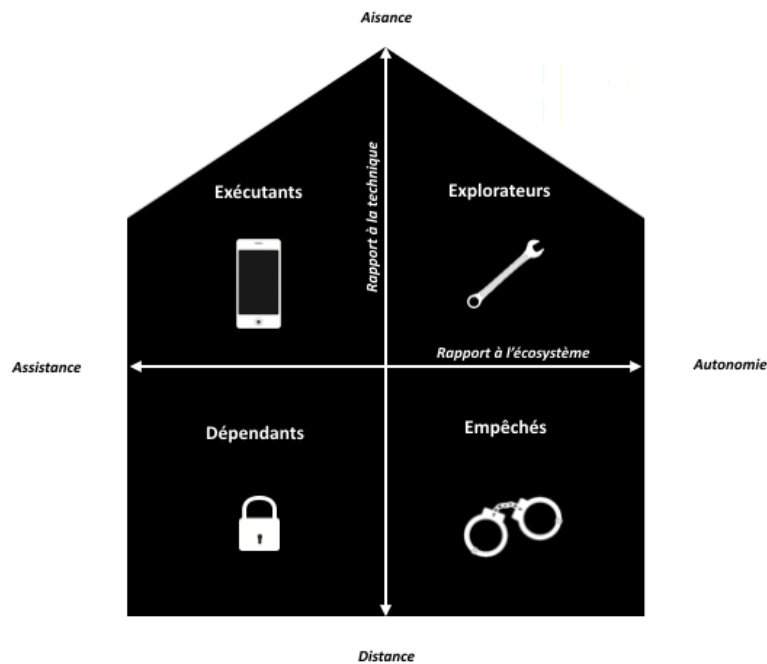 Aisance
Rapport à la technique
Exécutants
Explorateurs
Rapport à l'écosystème
Assistance
Autonomie
Dépendants
Empêchés
Distance